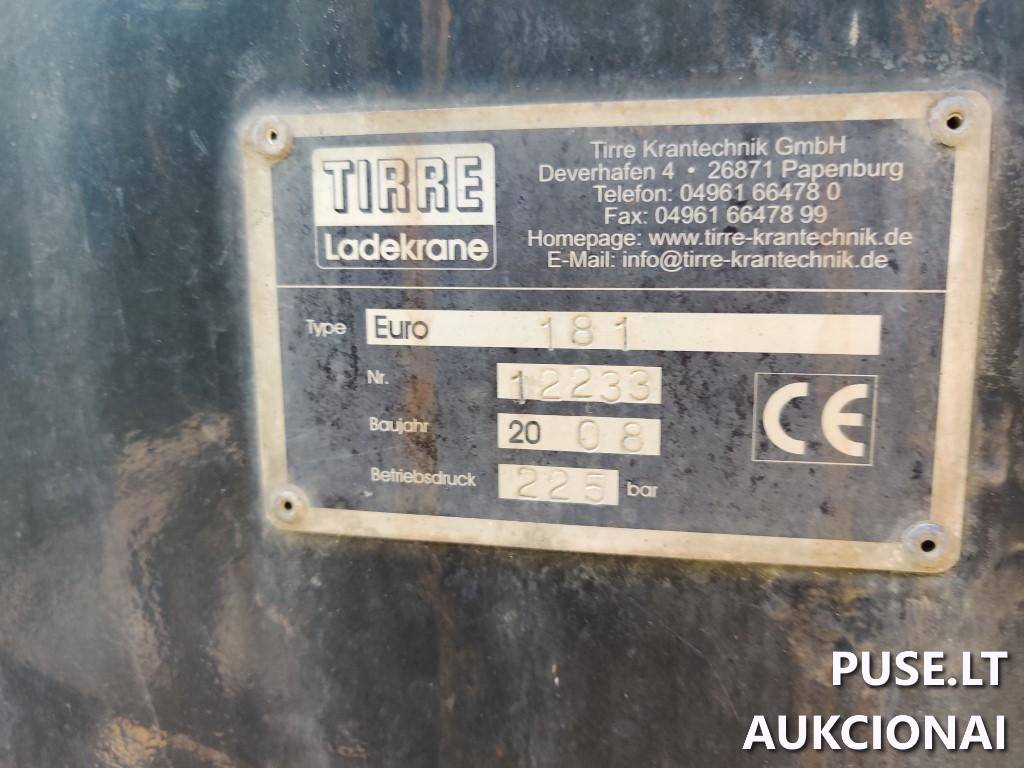 TIRRE
Ladekrane
Tirre Krantechnik GmbH
Deverhafen 4 • 26871 Papenburg
Telefon: 04961 66478 0
Fax: 04961 66478 99
Homepage: www.tirre-krantechnik.de
E-Mail: info@tirre-krantechnik.de
Type Euro 181
Nr. 12233
Baujahr 20 08
Betriebsdruck 225 bar
CE
PUSE.LT
AUKCIONAI